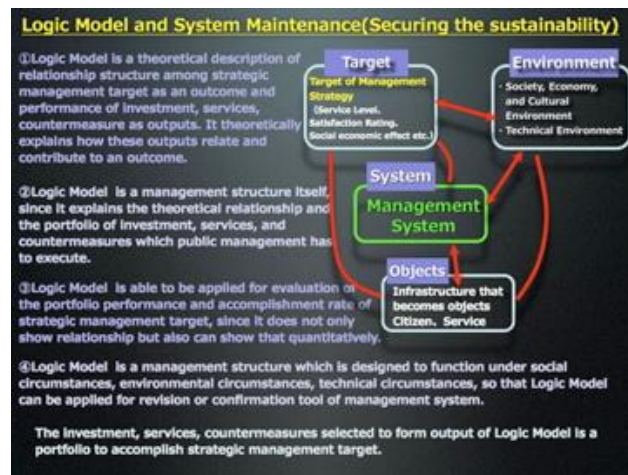 Logic Model and System Maintenance(Securing the sustainability)
①Logic Model is a theoretical description of
relationship structure among strategic
management target as an outcome and
performance of investment, services,
countermeasure as outputs. It theoretically
explains how these outputs relate and
contribute to an outcome.
②Logic Model is a management structure itself,
since it explains the theoretical relationship and
the portfolio of investment, services, and
countermeasures which public management has
to execute.
③Logic Model is able to be applied for evaluation of
the portfolio performance and accomplishment rate of
strategic management target, since it does not only
show relationship but also can show that quantitatively.
Target
Target of Management
Strategy
(Service Level.
Satisfaction Rating.
Social economic effect etc.)
Environment
・Society, Economy,
and Cultural
Environment
・Technical Environment
System
Management
System
Objects
Infrastructure that
becomes objects
Citizen、Service
④Logic Model is a management structure which is designed to function under social
circumstances, environmental circumstances, technical circumstances, so that Logic Model
can be applied for revision or confirmation tool of management system.
The investment, services, countermeasures selected to form output of Logic Model is a
portfolio to accomplish strategic management target.